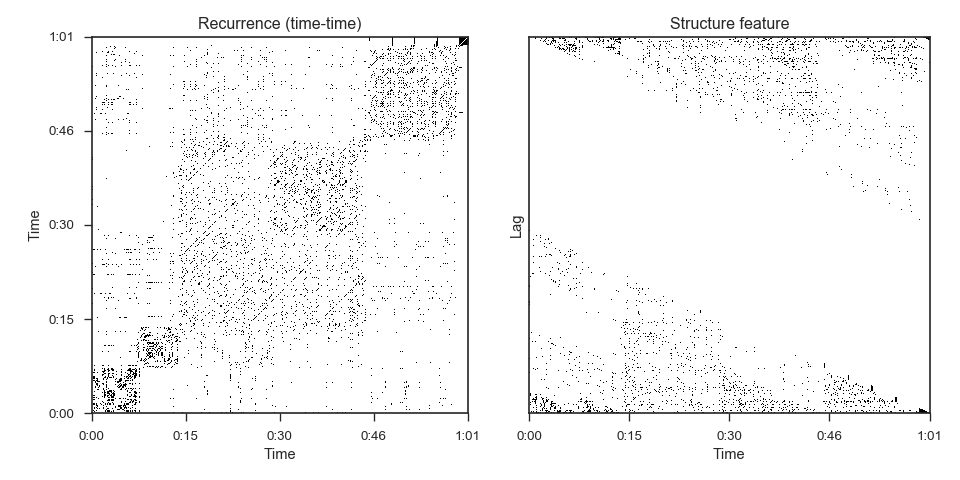 Recurrence (time-time)
Structure feature
1:01
0:46
0:30
0:15
0:00
Time
Lag
0:00 0:15 0:30 0:46 1:01
0:00 0:15 0:30 0:46 1:01
Time
Time